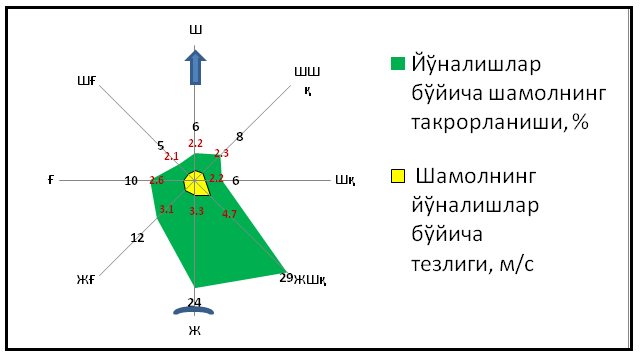 Ш
ШШ
қ
ШҒ
6
8
5
2.2
2.3
2.1
Ғ
10
2.6
2.2
6
Шқ
3.1
3.3
4.7
12
ЖҒ
24
29
ЖШқ
Ж
Йўналишлар
бўйича шамолнинг
такрорланиши, %
Шамолнинг
йўналишлар
бўйича
тезлиги, м/с